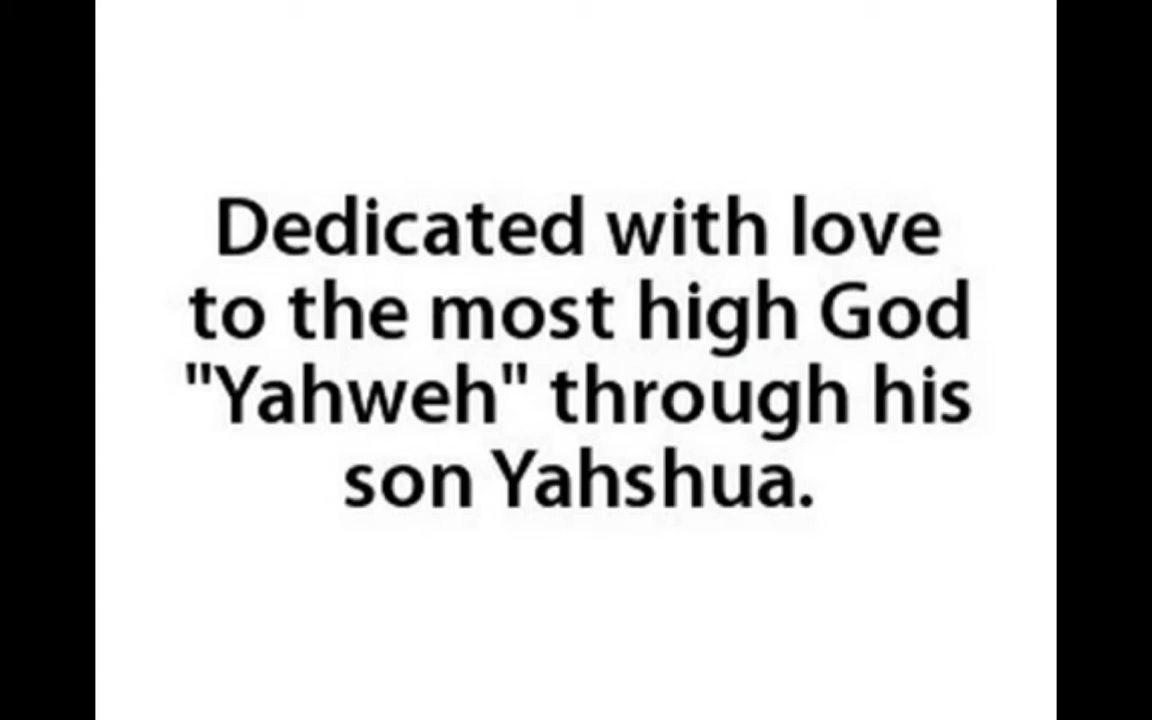 Dedicated with love
to the most high God
"Yahweh" through his
son Yahshua.